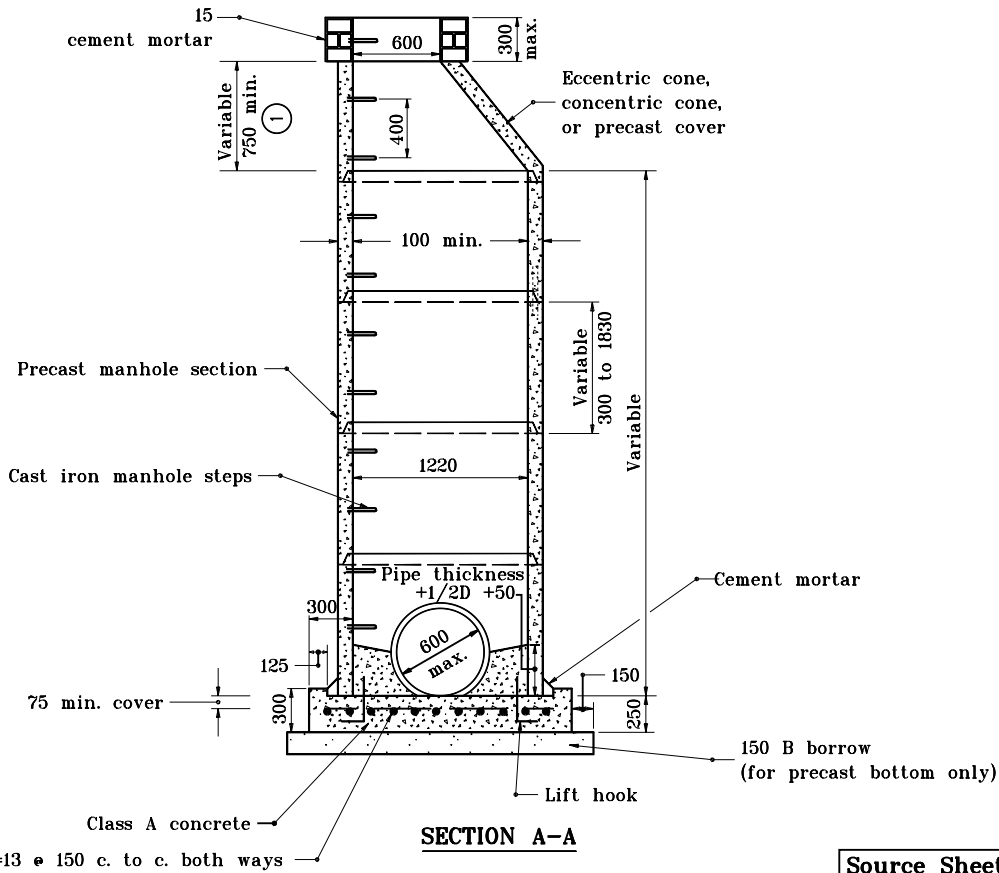 15
cement mortar
600
300
max.
Eccentric cone,
concentric cone,
or precast cover
Variable
750 min.
1
400
100 min.
Variable
300 to 1830
Variable
Precast manhole section
1220
Cast iron manhole steps
Pipe thickness
+1/2D +50
Cement mortar
300
600
max.
125
150
75 min. cover
300
250
150 B borrow
(for precast bottom only)
Lift hook
Class A concrete
SECTION A-A
=13 @ 150 c. to c. both ways
Source Sheet